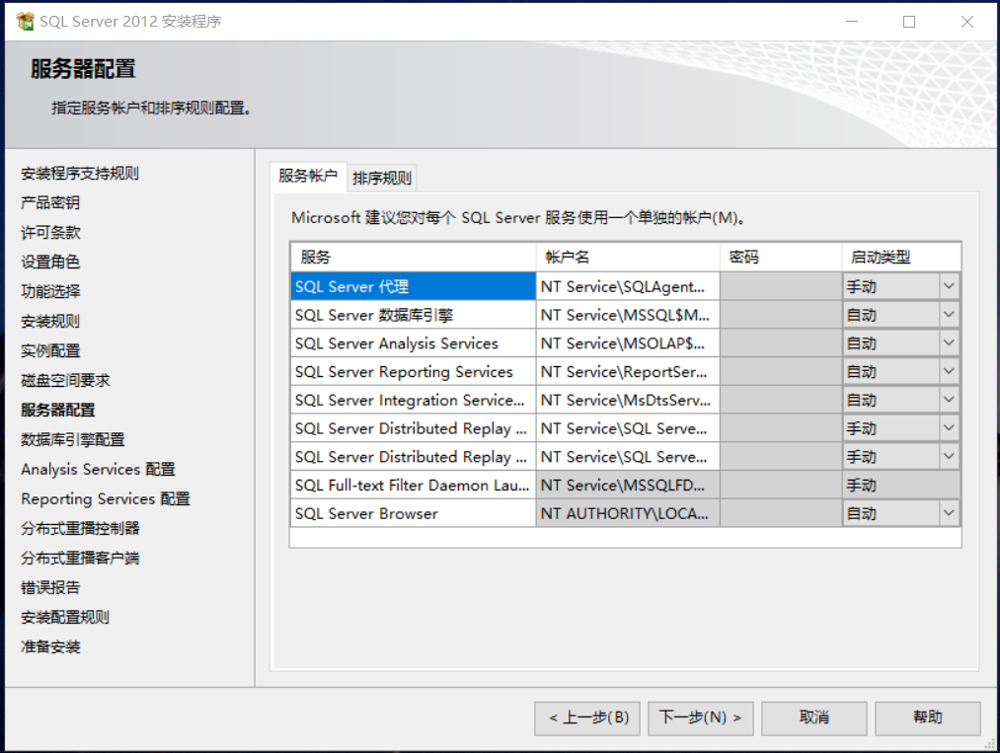 SQL Server 2012 安装程序
服务器配置
指定服务帐户和排序规则配置。
安装程序支持规则
产品密钥
许可条款
设置角色
功能选择
安装规则
实例配置
磁盘空间要求
服务器配置
数据库引擎配置
Analysis Services 配置
Reporting Services 配置
分布式重播控制器
分布式重播客户端
错误报告
安装配置规则
准备安装
服务帐户 排序规则
Microsoft 建议您对每个 SQL Server 服务使用一个单独的帐户(M)。
服务 帐户名 密码 启动类型
SQL Server 代理 NT Service\SQLAgent... 手动
SQL Server 数据库引擎 NT Service\MSSQL$M... 自动
SQL Server Analysis Services NT Service\MSOLAP$... 自动
SQL Server Reporting Services NT Service\ReportSer... 自动
SQL Server Integration Service... NT Service\MsDtsServ... 自动
SQL Server Distributed Replay ... NT Service\SQL Serve... 手动
SQL Server Distributed Replay ... NT Service\SQL Serve... 手动
SQL Full-text Filter Daemon Lau... NT Service\MSSQLFD... 手动
SQL Server Browser NT AUTHORITY\LOCA... 自动
< 上一步(B) 下一步(N) > 取消 帮助